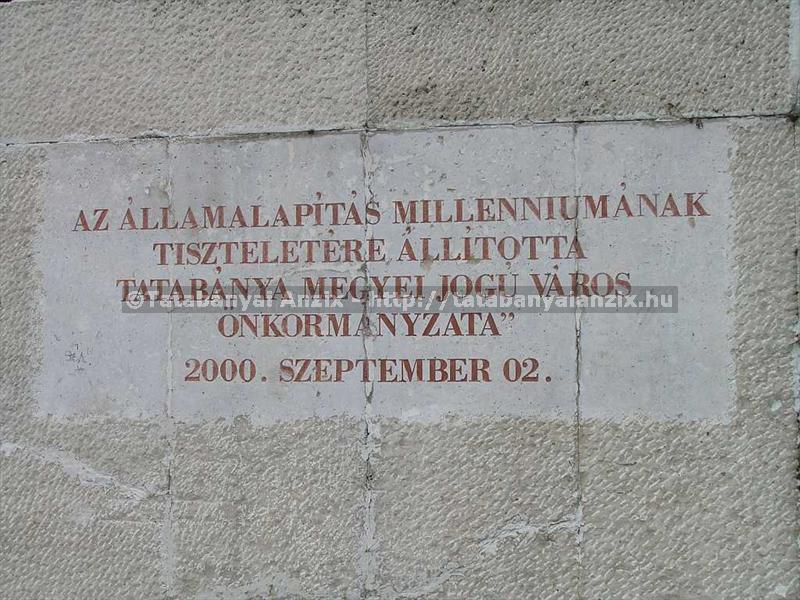 AZ ÁLLAMALAPÍTÁS MILLENNIUMÁNAK
TISZTELETÉRE ÁLLÍTOTTA
TATABÁNYA MEGYEI JOGÚ VÁROS
©Tatabányai Anzix - http://tatabanyaianzix.hu
ÖNKORMÁNYZATA"
2000. SZEPTEMBER 02.